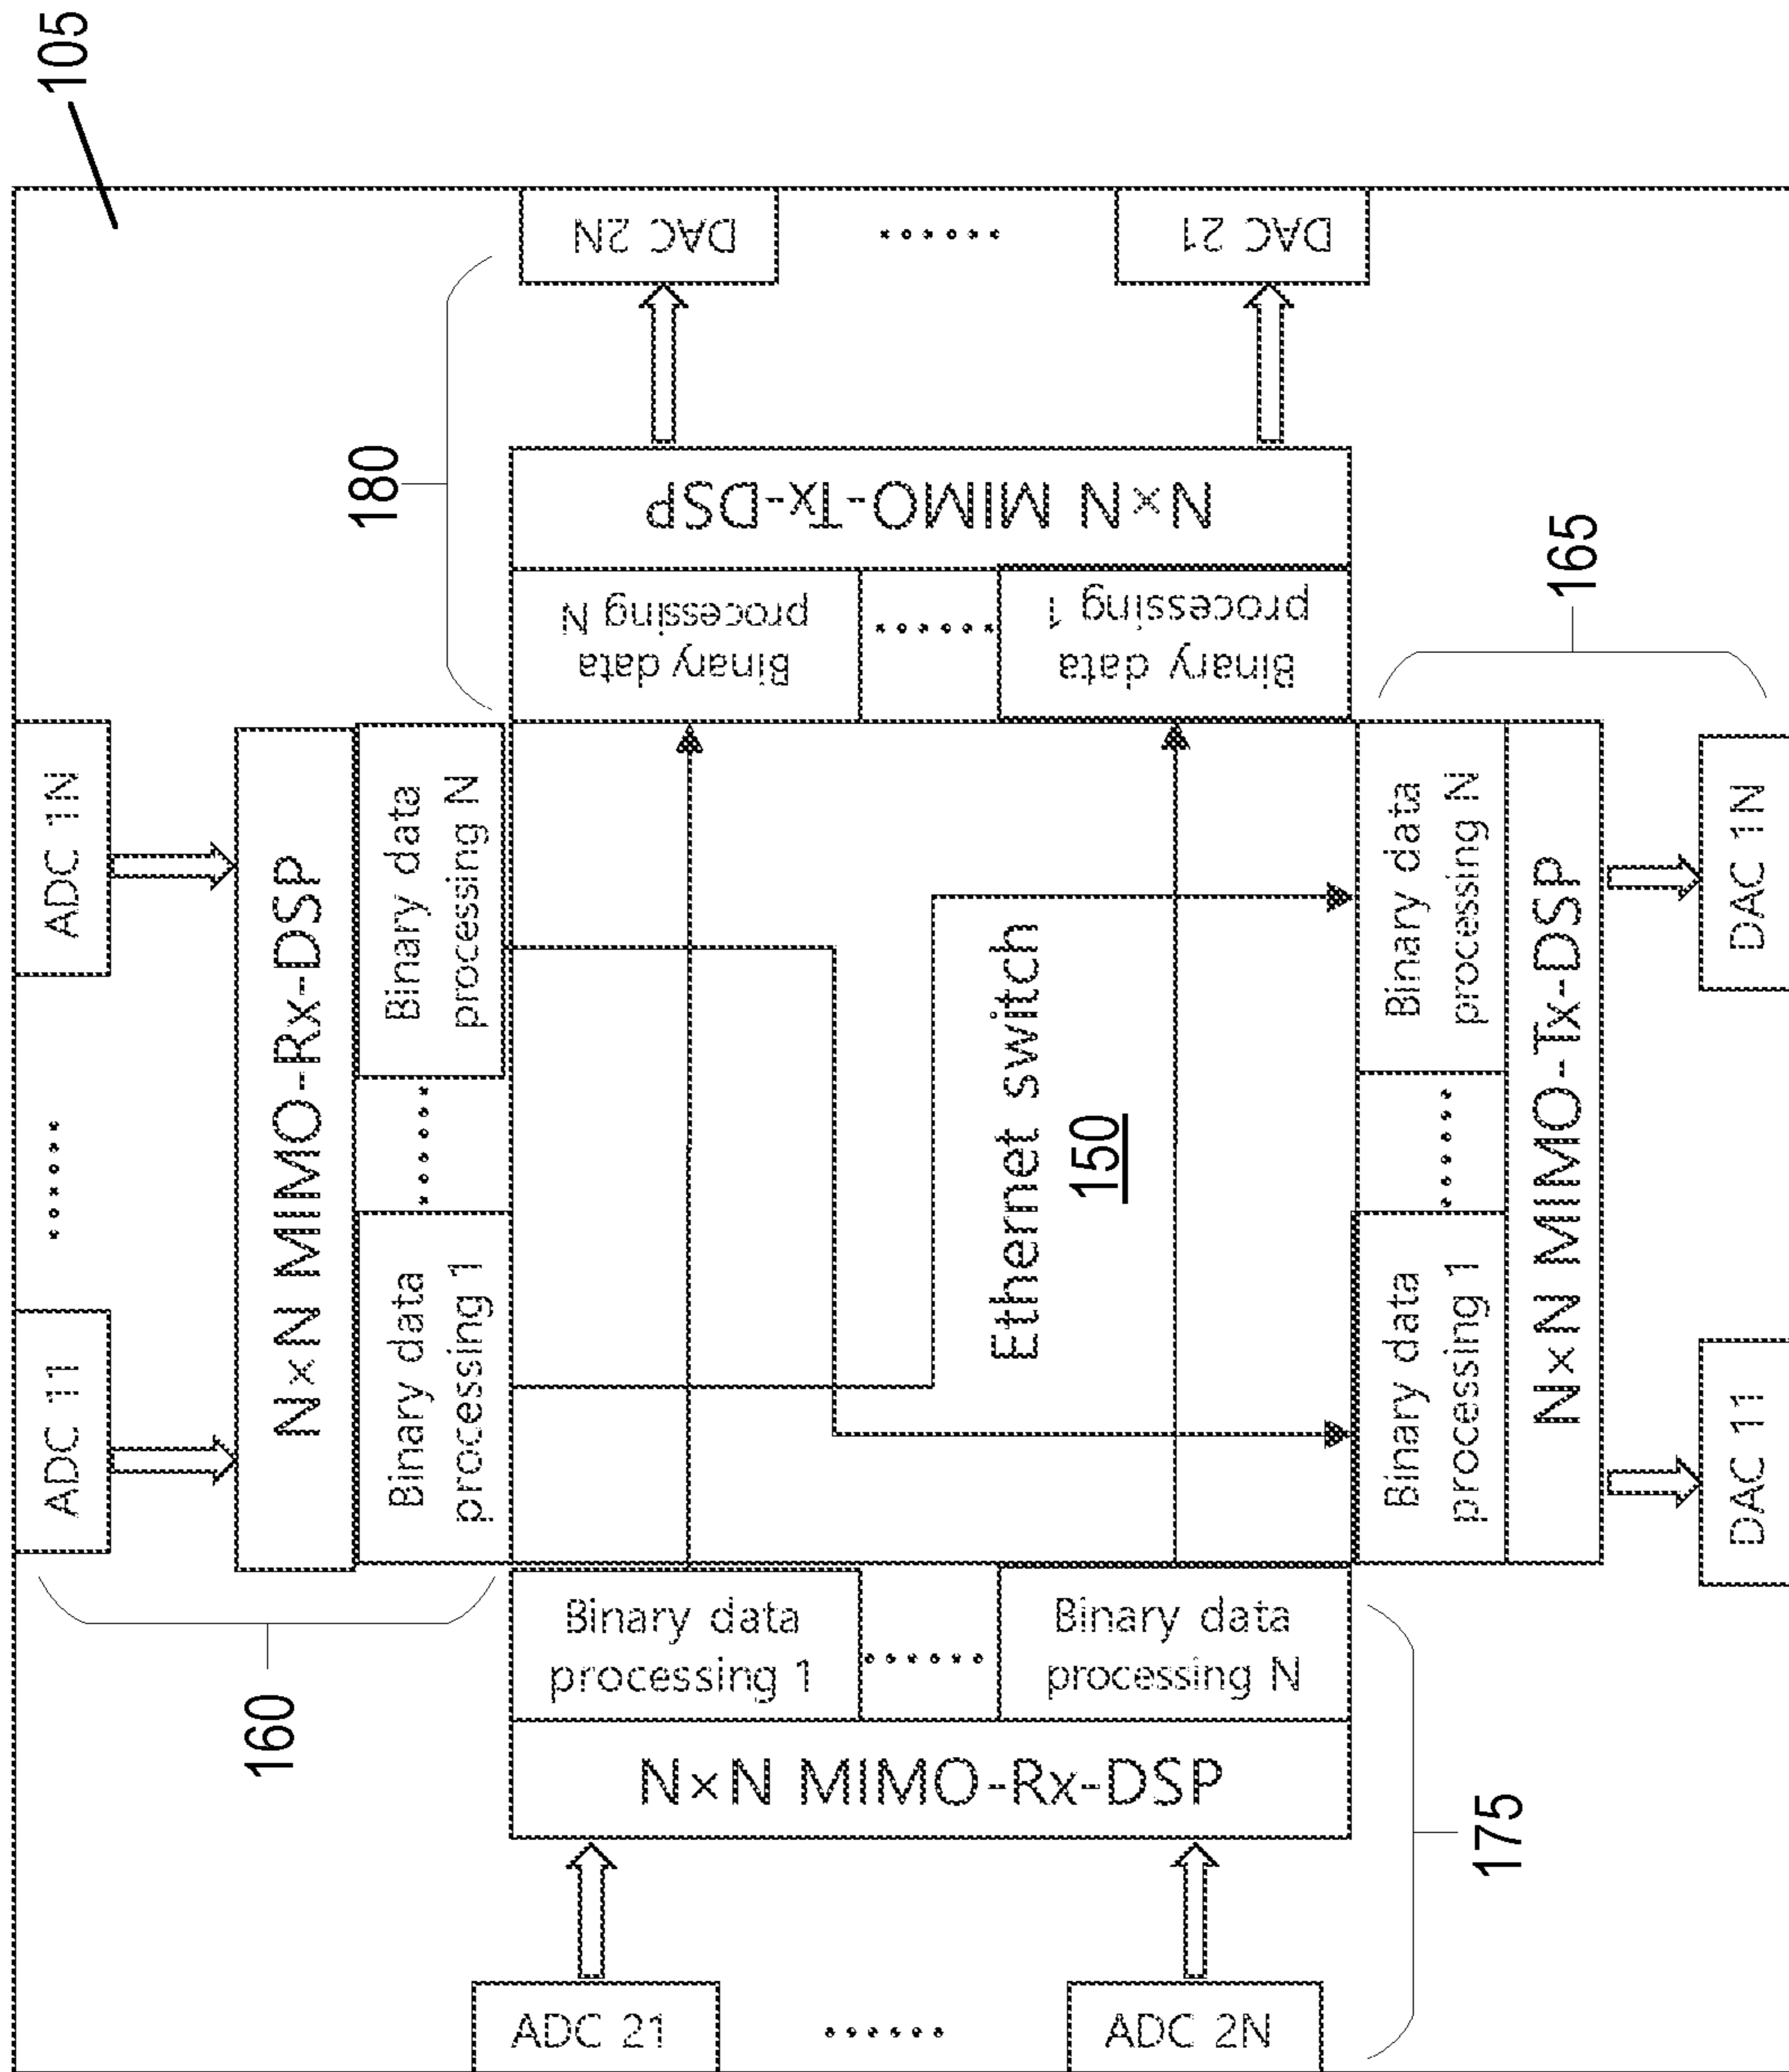 105
ADC 11
......
ADC 1N
160
N×N MIMO-Rx-DSP
Binary data
processing 1
......
Binary data
processing N
180
DAC 2N
......
DAC 21
N×N MIMO-Tx-DSP
Binary data
processing N
......
Binary data
processing 1
Ethernet switch
150
Binary data
processing 1
......
Binary data
processing N
N×N MIMO-Rx-DSP
ADC 21
......
ADC 2N
175
Binary data
processing 1
......
Binary data
processing N
N×N MIMO-Tx-DSP
165
DAC 11
DAC 1N